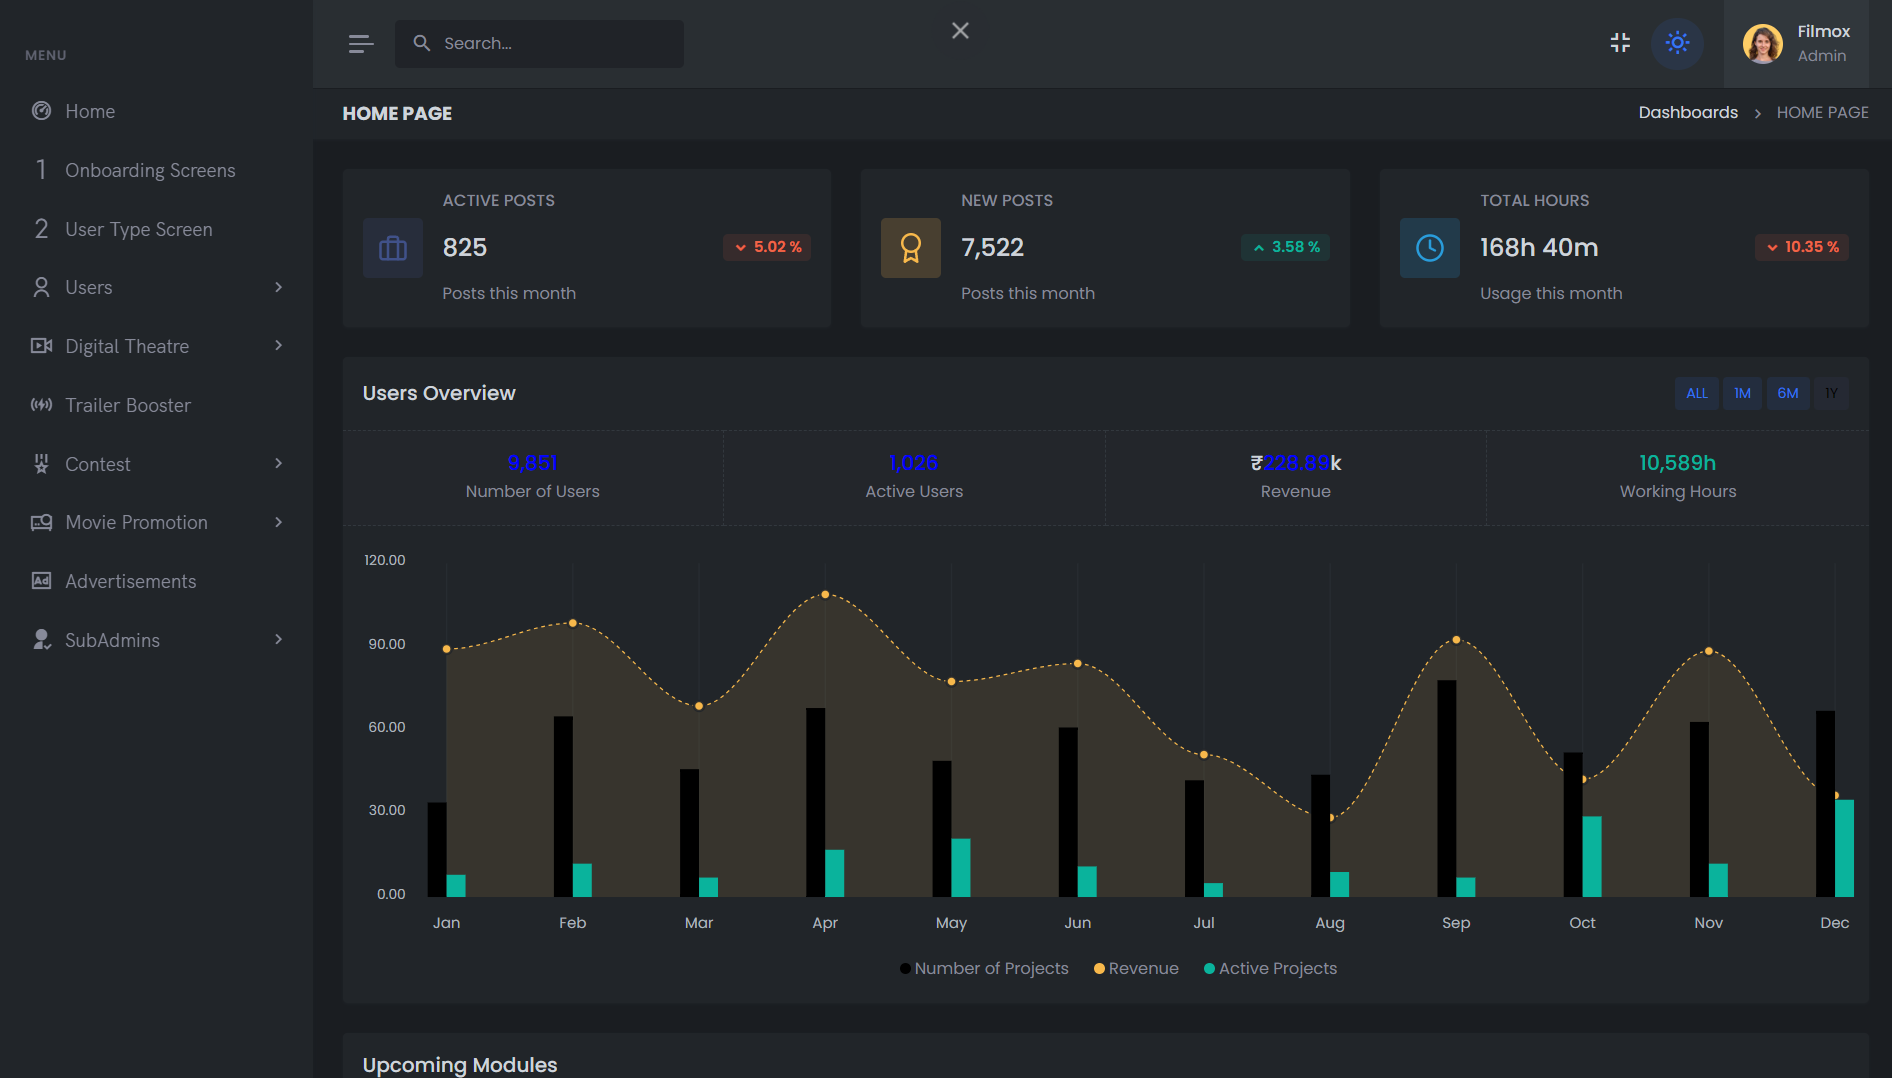 MENU
Home
1 Onboarding Screens
2 User Type Screen
Users
Digital Theatre
Trailer Booster
Contest
Movie Promotion
Ad Advertisements
SubAdmins
Search...
Filmox
Admin
HOME PAGE
Dashboards > HOME PAGE
ACTIVE POSTS
825 5.02 %
Posts this month
NEW POSTS
7,522 3.58 %
Posts this month
TOTAL HOURS
168h 40m 10.35 %
Usage this month
Users Overview
ALL 1M 6M 1Y
9,851
Number of Users
1,026
Active Users
₹228.89k
Revenue
10,589h
Working Hours
120.00
90.00
60.00
30.00
0.00
Jan Feb Mar Apr May Jun Jul Aug Sep Oct Nov Dec
Number of Projects Revenue Active Projects
Upcoming Modules